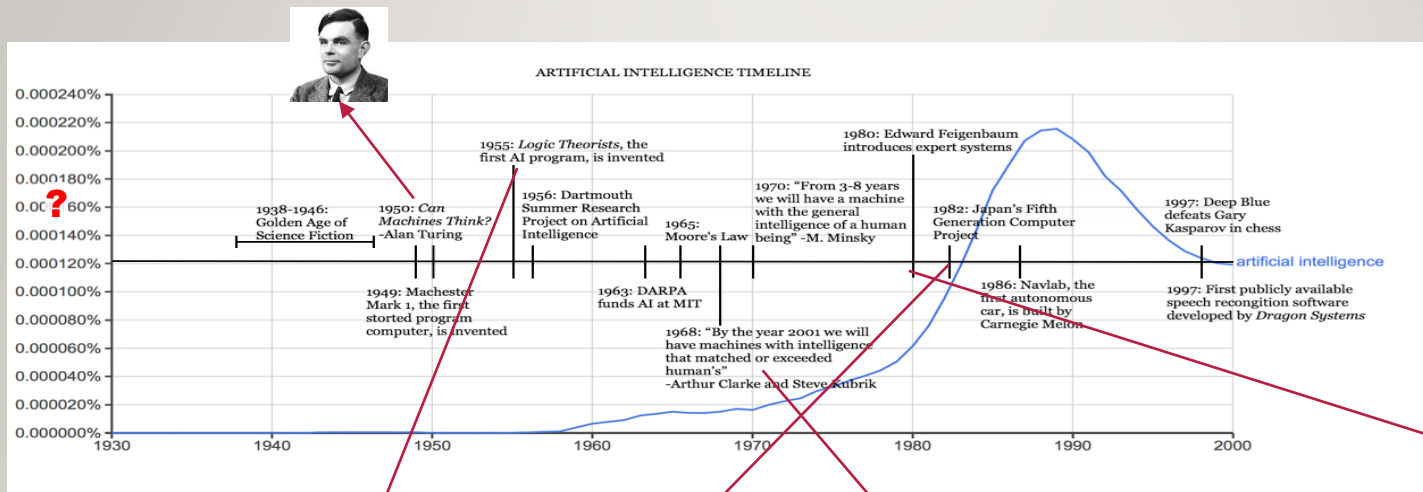 ARTIFICIAL INTELLIGENCE TIMELINE
0.000240%
0.000220%
0.000200%
0.000180%
0.000160%
0.000140%
0.000120%
0.000100%
0.000080%
0.000060%
0.000040%
0.000020%
0.000000%
?
1938-1946:
Golden Age of
Science Fiction
1950: Can
Machines Think?
-Alan Turing
1949: Machester
Mark 1, the first
storted program
computer, is invented
1955: Logic Theorists, the
first AI program, is invented
1956: Dartmouth
Summer Research
Project on Artificial
Intelligence
1963: DARPA
funds AI at MIT
1965:
Moore's Law
1968: "By the year 2001 we will
have machines with intelligence
that matched or exceeded
human's"
-Arthur Clarke and Steve Kubrik
1970: "From 3-8 years
we will have a machine
with the general
intelligence of a human
being" -M. Minsky
1980: Edward Feigenbaum
introduces expert systems
1982: Japan's Fifth
Generation Computer
Project
1986: Navlab, the
first autonomous
car, is built by
Carnegie Melon
1997: Deep Blue
defeats Gary
Kasparov in chess
artificial intelligence
1997: First publicly available
speech recongition software
developed by Dragon Systems
1930
1940
1950
1960
1970
1980
1990
2000